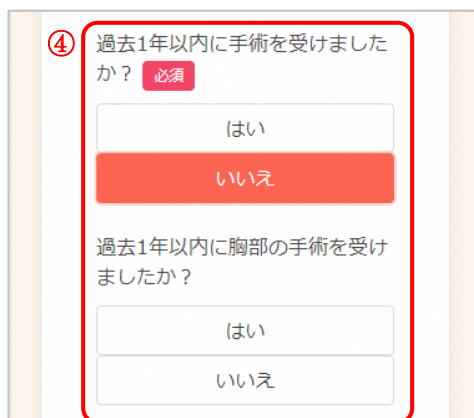 ④ 過去1年以内に手術を受けました
か？ 必須
はい
いいえ
過去1年以内に胸部の手術を受け
ましたか？
はい
いいえ